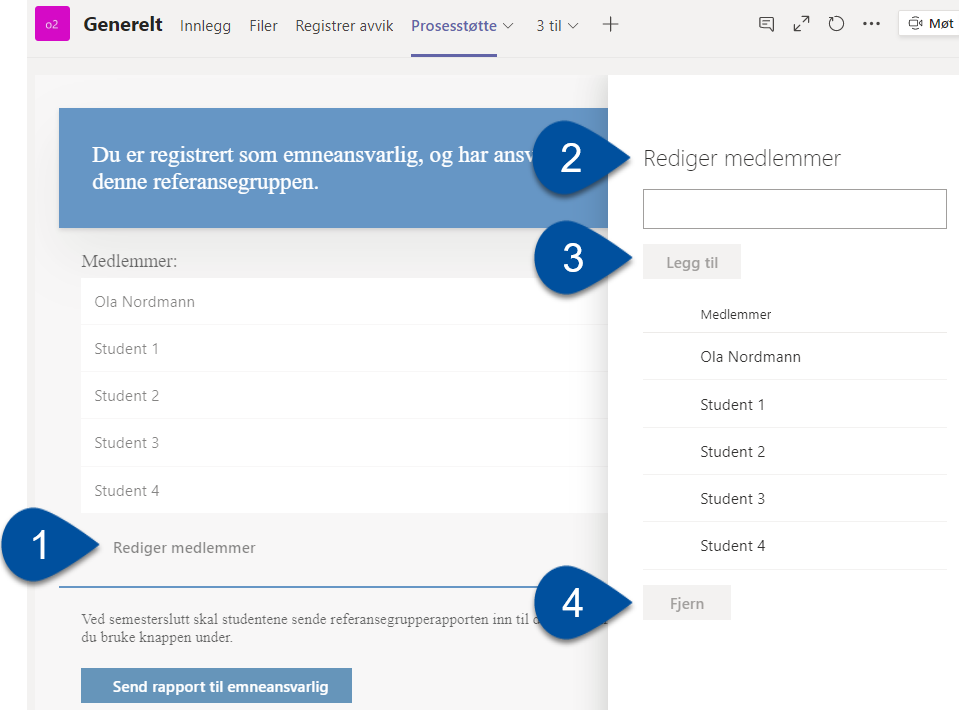 o2 Generelt Innlegg Filer Registrer avvik Prosesstøtte 3 til Møt
Du er registrert som emneansvarlig, og har ansv
denne referansegruppen.
Medlemmer:
Ola Nordmann
Student 1
Student 2
Student 3
Student 4
1 Rediger medlemmer
Ved semesterslutt skal studentene sende referansegrupperapporten inn til
du bruke knappen under.
Send rapport til emneansvarlig
2 Rediger medlemmer
3 Legg til
Medlemmer
Ola Nordmann
Student 1
Student 2
Student 3
Student 4
4 Fjern